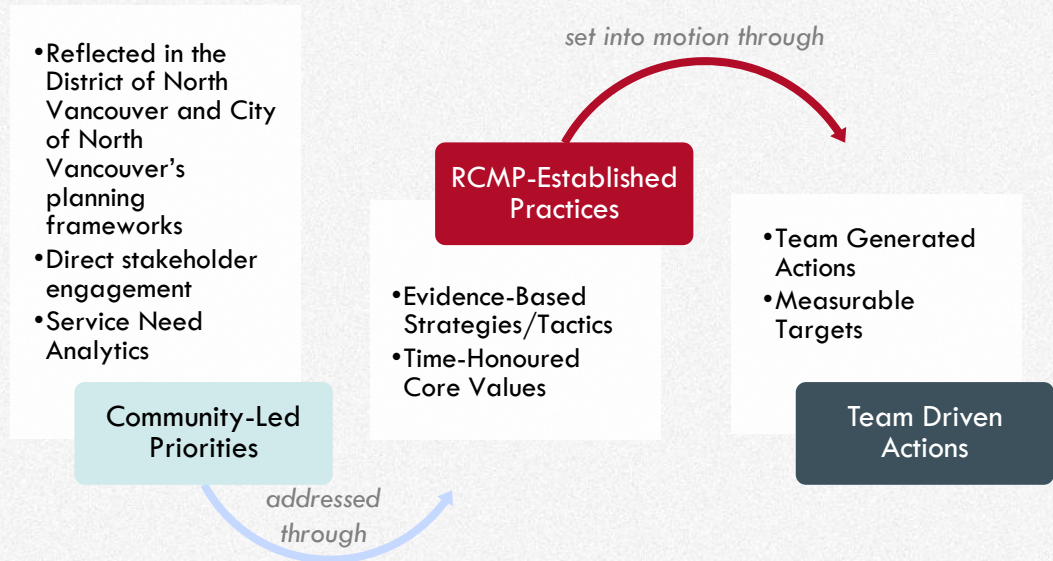 •Reflected in the
District of North
Vancouver and City
of North
Vancouver's
planning
frameworks
•Direct stakeholder
engagement
•Service Need
Analytics
Community-Led
Priorities
addressed
through
RCMP-Established
Practices
•Evidence-Based
Strategies/Tactics
•Time-Honoured
Core Values
set into motion through
•Team Generated
Actions
•Measurable
Targets
Team Driven
Actions